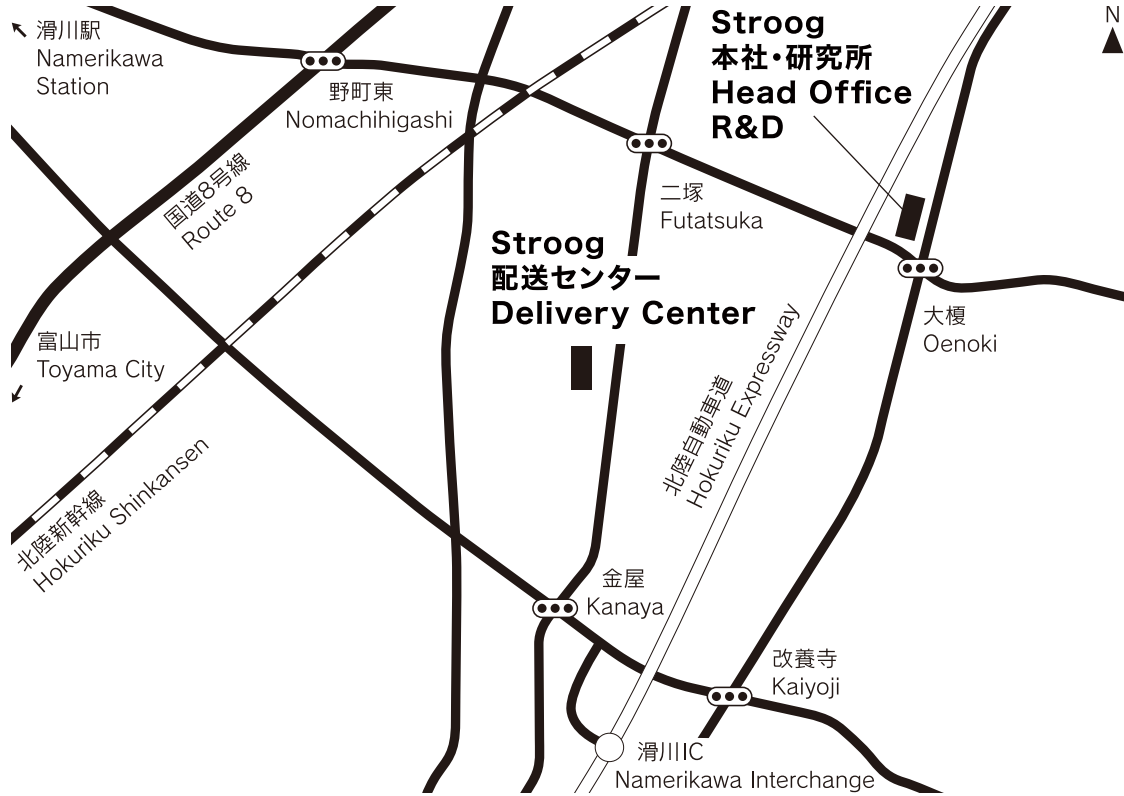 滑川駅
Namerikawa
Station
野町東
Nomachihigashi
国道8号線
Route 8
Stroog
本社・研究所
Head Office
R&D
N
二塚
Futatsuka
Stroog
配送センター
Delivery Center
大榎
Oenoki
富山市
Toyama City
北陸自動車道
Hokuriku Expressway
北陸新幹線
Hokuriku Shinkansen
金屋
Kanaya
改養寺
Kaiyoji
滑川IC
Namerikawa Interchange